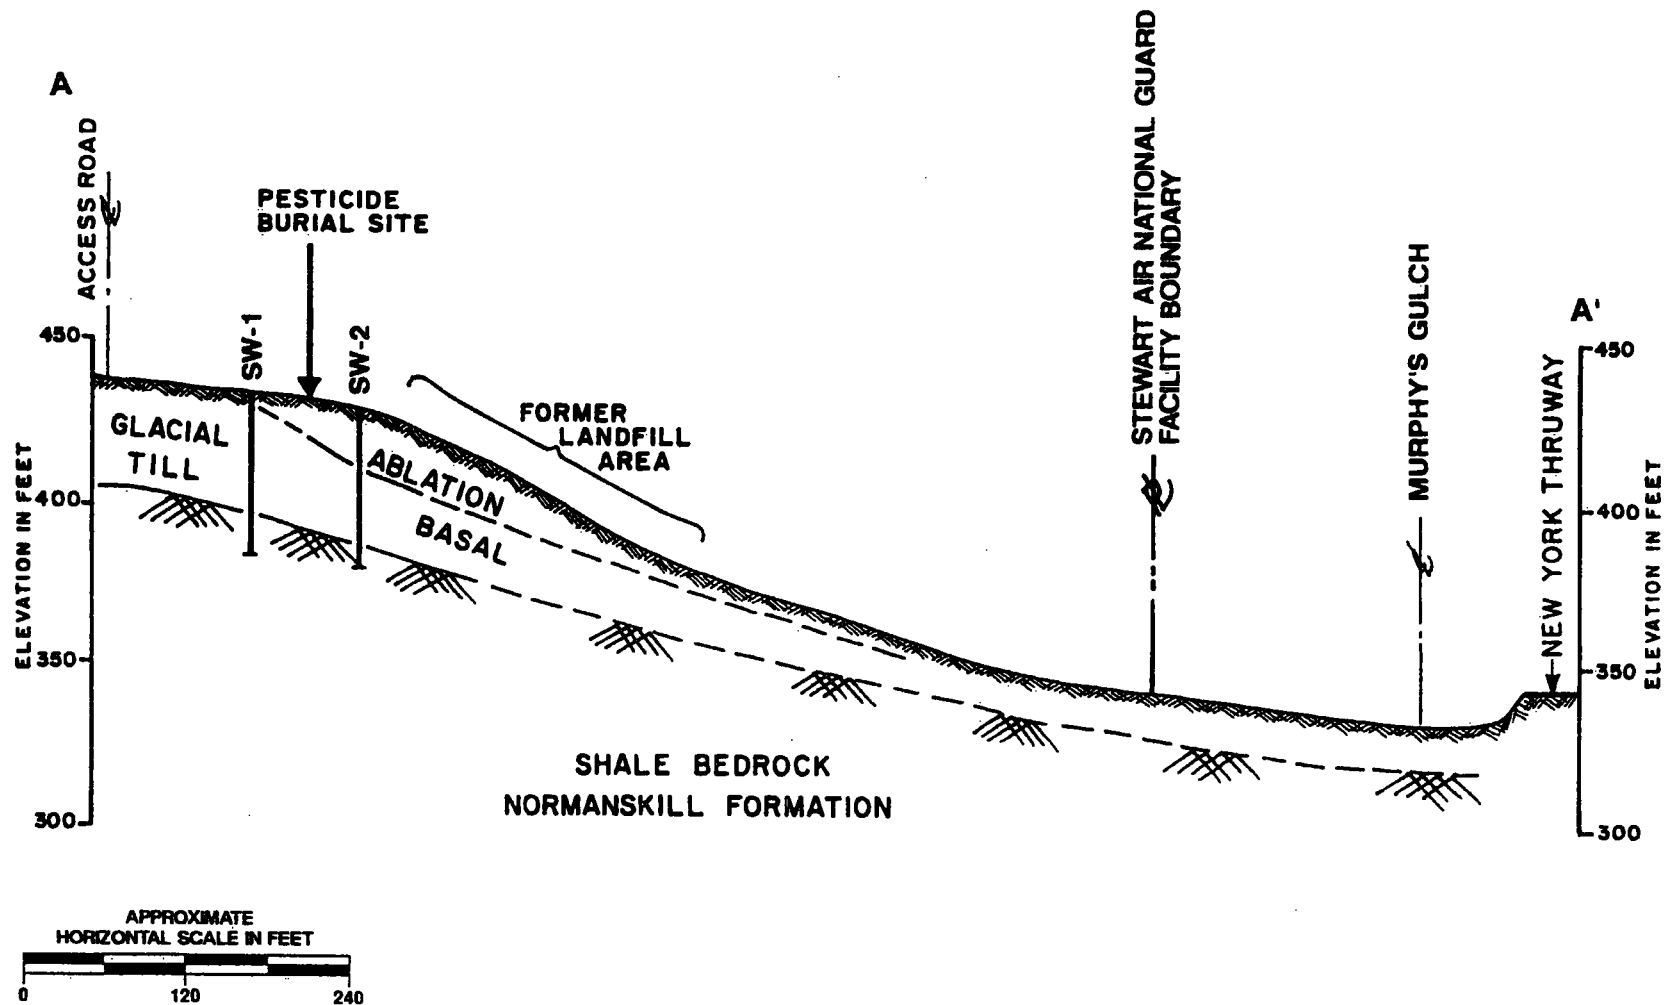 A
ACCESS ROAD
PESTICIDE
BURIAL SITE
SW-1
SW-2
FORMER
LANDFILL
AREA
STEWART AIR NATIONAL GUARD
FACILITY BOUNDARY
MURPHY'S GULCH
NEW YORK THRUWAY
A'
450
400
350
300
ELEVATION IN FEET
GLACIAL
TILL
ABLATION
BASAL
SHALE BEDROCK
NORMANSKILL FORMATION
450
400
350
300
ELEVATION IN FEET
APPROXIMATE
HORIZONTAL SCALE IN FEET
0 120 240